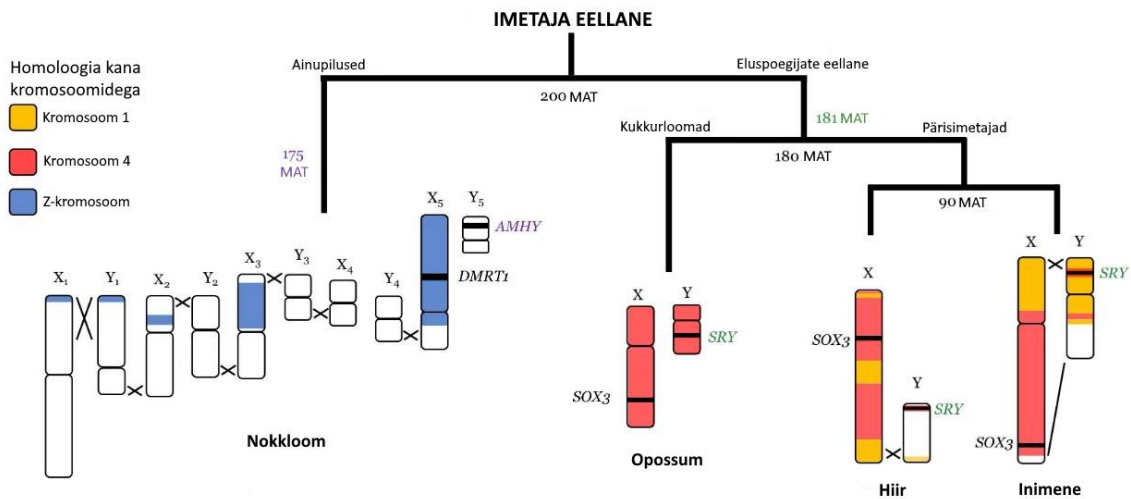 IMETAJA EELLANE
Homoloogia kana
kromosoomidega
Kromosoom 1
Kromosoom 4
Z-kromosoom
Ainupilused
Eluspoegijate eellane
200 MAT
181 MAT
Kukkurloomad
Pärisimetajad
180 MAT
175
MAT
90 MAT
X1
Y1
X2
Y2
X3
Y3
X4
Y4
X5
Y5
AMHY
DMRT1
Nokkloom
X
Y
SRY
SOX3
Opossum
X
SOX3
Y
SRY
Hiir
X
Y
SRY
SOX3
Inimene